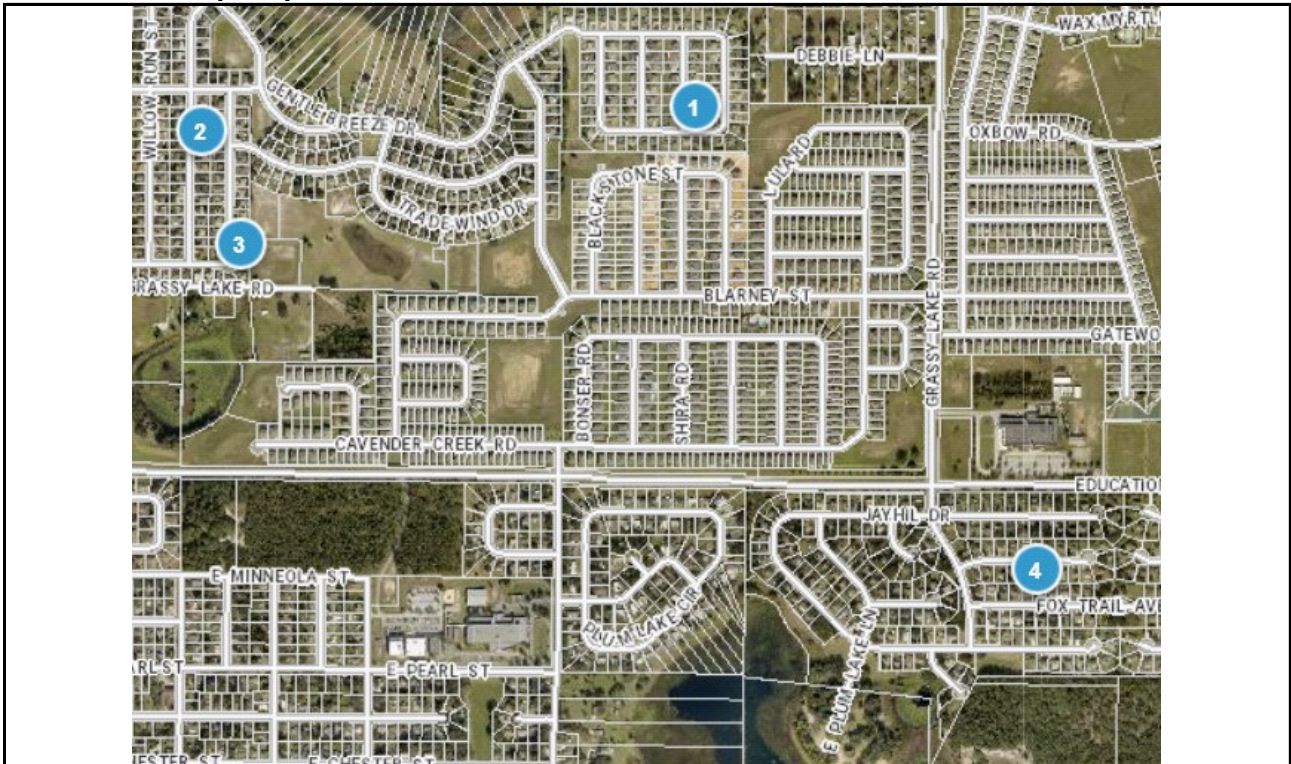 WAX MYRTL
DEBBIE LN
WILLOW RUN ST
1
GENTLE BREEZE DR
2
OXBOW RD
LULA RD
BLACKSTONE ST
TRADE WIND DR
3
GRASSY LAKE RD
BLARNEY ST
GRASSY LAKE RD
GATEWO
BONSER RD
SHIRA RD
CAVENDER CREEK RD
EDUCATIO
JAYHIL DR
4
E MINNEOLA ST
FOX TRAIL AVE
PLUM LAKE CIR
E PLUM LAKE LN
ARL ST
E PEARL ST
HESTER ST
E CHESTER ST